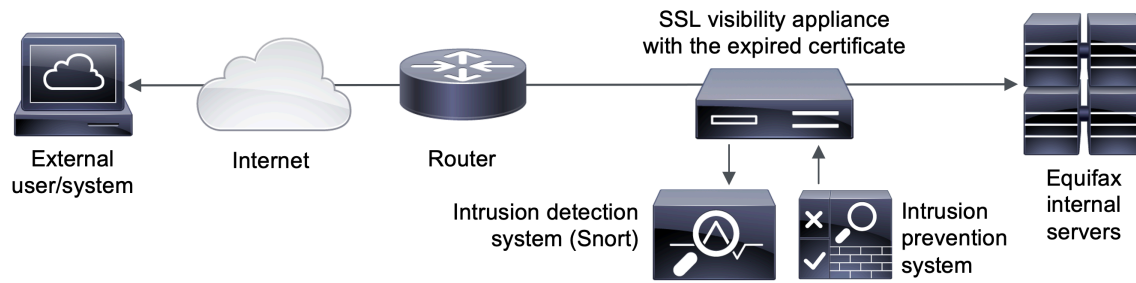 SSL visibility appliance
with the expired certificate
External
user/system
Internet
Router
Intrusion detection
system (Snort)
Intrusion
prevention
system
Equifax
internal
servers